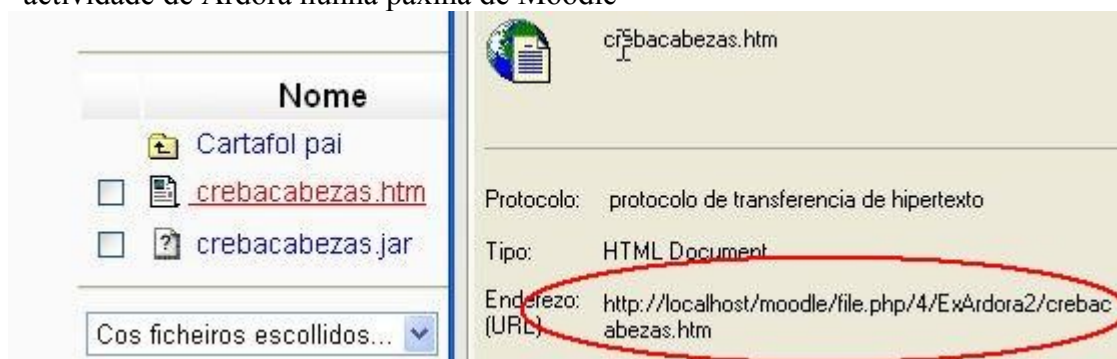 actividade de Ardora nunha páxina de Moodle
Nome
Cartafol pai
crebacabezas.htm
crebacabezas.jar
Cos ficheiros escollidos...
crebacabezas.htm
Protocolo: protocolo de transferencia de hipertexto
Tipo: HTML Document
Enderezo: http://localhost/moodle/file.php/4/ExArdora2/crebac
(URL) abezas.htm